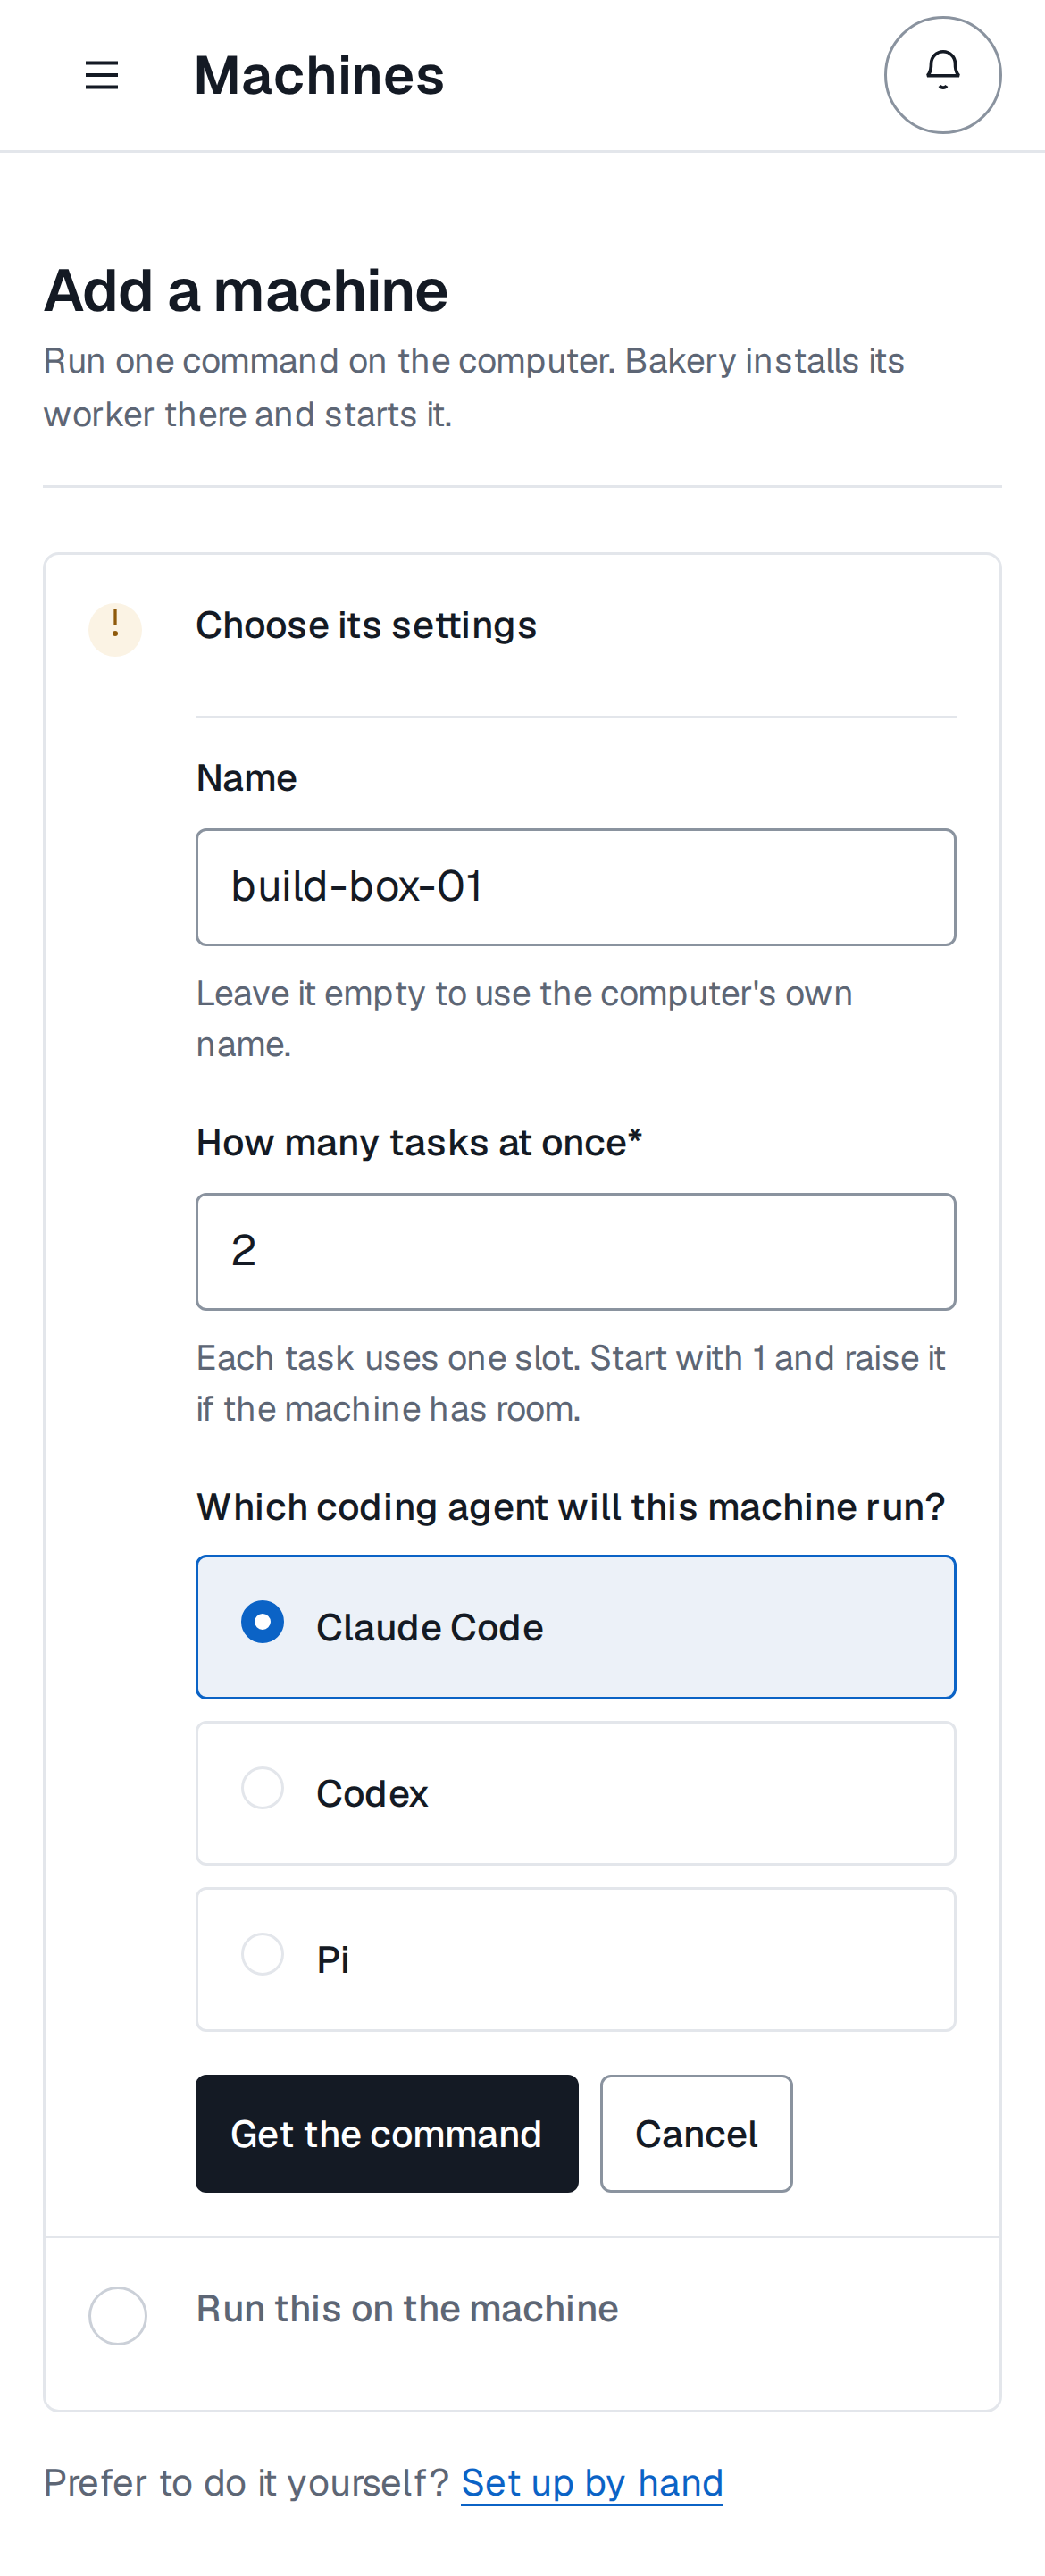 Machines
Add a machine
Run one command on the computer. Bakery installs its
worker there and starts it.
!
Choose its settings
Name
build-box-01
Leave it empty to use the computer's own
name.
How many tasks at once*
2
Each task uses one slot. Start with 1 and raise it
if the machine has room.
Which coding agent will this machine run?
Claude Code
Codex
Pi
Get the command
Cancel
Run this on the machine
Prefer to do it yourself? Set up by hand